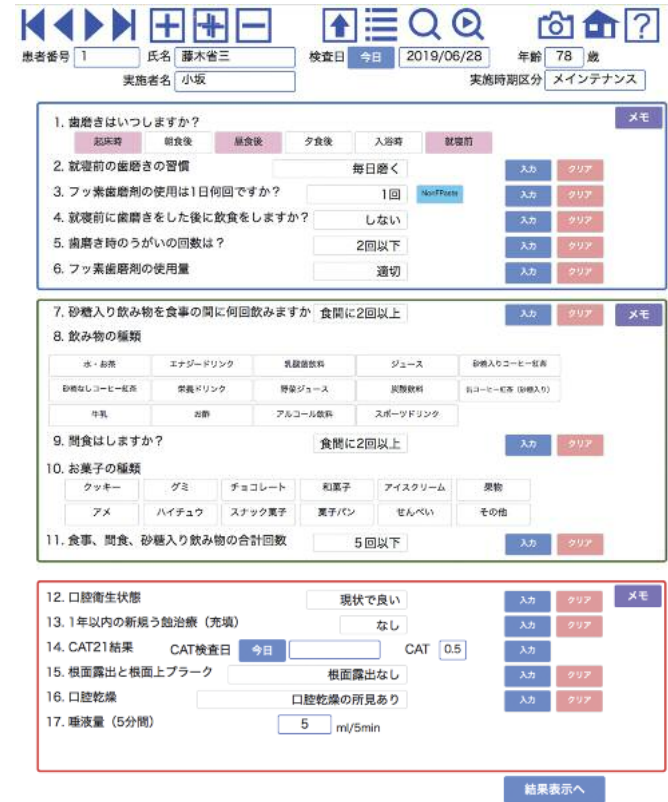 患者番号 1 氏名 藤木省三 検査日 今日 2019/06/28 年齢 78 歳
実施者名 小坂 実施時期区分 メインテナンス
1. 歯磨きはいつしますか？ メモ
起床時 朝食後 昼食後 夕食後 入浴時 就寝前
2. 就寝前の歯磨きの習慣 毎日磨く 入力 クリア
3. フッ素歯磨剤の使用は1日何回ですか？ 1回 NonFPaste 入力 クリア
4. 就寝前に歯磨きをした後に飲食をしますか？ しない 入力 クリア
5. 歯磨き時のうがいの回数は？ 2回以下 入力 クリア
6. フッ素歯磨剤の使用量 適切 入力 クリア
7. 砂糖入り飲み物を食事の間に何回飲みますか 食間に2回以上 入力 クリア メモ
8. 飲み物の種類
水・お茶 エナジードリンク 乳酸菌飲料 ジュース 砂糖入りコーヒー紅茶
砂糖なしコーヒー紅茶 栄養ドリンク 野菜ジュース 炭酸飲料 缶コーヒー紅茶（砂糖入り）
牛乳 お酢 アルコール飲料 スポーツドリンク
9. 間食はしますか？ 食間に2回以上 入力 クリア
10. お菓子の種類
クッキー グミ チョコレート 和菓子 アイスクリーム 果物
アメ ハイチュウ スナック菓子 菓子パン せんべい その他
11. 食事、間食、砂糖入り飲み物の合計回数 5回以下 入力 クリア
12. 口腔衛生状態 現状で良い 入力 クリア メモ
13. 1年以内の新規う蝕治療（充填） なし 入力 クリア
14. CAT21結果 CAT検査日 今日 CAT 0.5 入力
15. 根面露出と根面上プラーク 根面露出なし 入力 クリア
16. 口腔乾燥 口腔乾燥の所見あり 入力 クリア
17. 唾液量（5分間） 5 ml/5min
結果表示へ